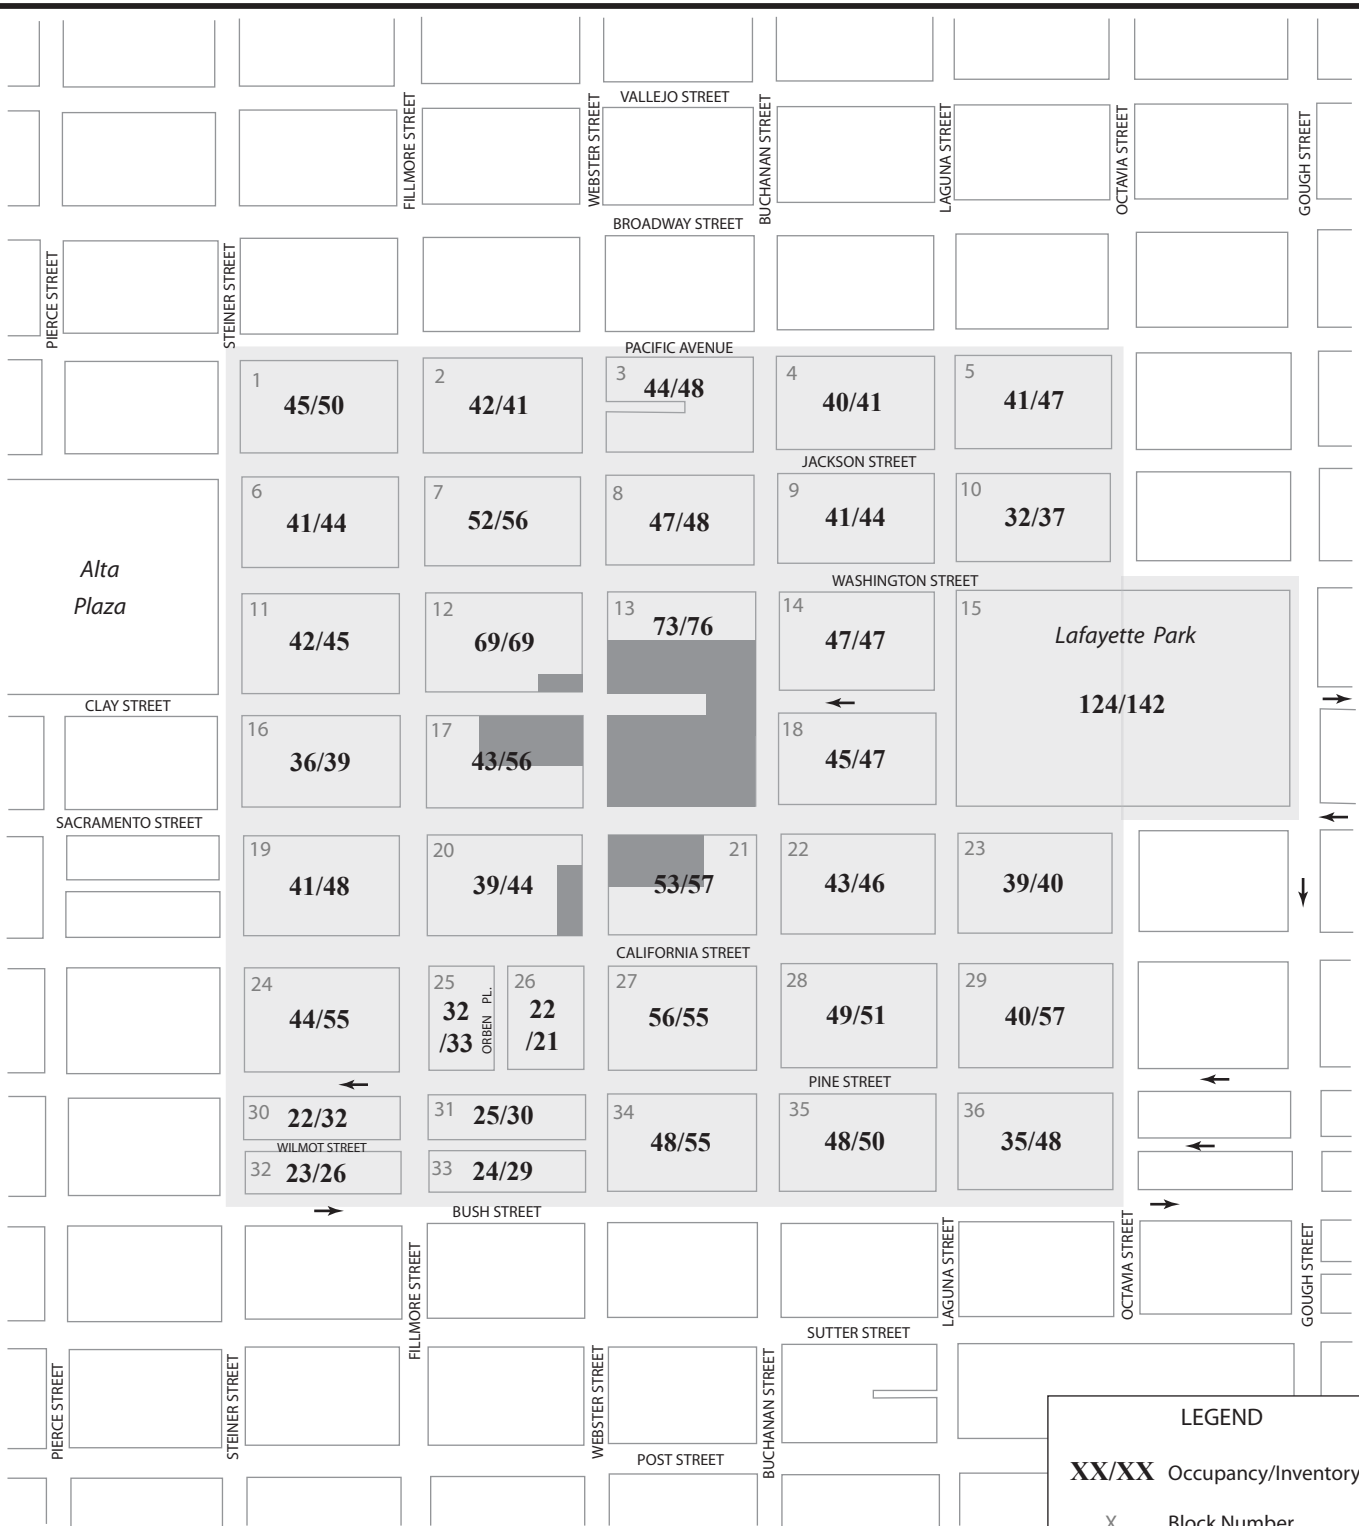 VALLEJO STREET
FILLMORE STREET
WEBSTER STREET
BUCHANAN STREET
LAGUNA STREET
OCTAVIA STREET
GOUGH STREET
BROADWAY STREET
PIERCE STREET
STEINER STREET
PACIFIC AVENUE
1
45/50
2
42/41
3
44/48
4
40/41
5
41/47
JACKSON STREET
6
41/44
7
52/56
8
47/48
9
41/44
10
32/37
Alta
Plaza
WASHINGTON STREET
11
42/45
12
69/69
13
73/76
14
47/47
15
Lafayette Park
124/142
CLAY STREET
16
36/39
17
43/56
18
45/47
SACRAMENTO STREET
19
41/48
20
39/44
21
53/57
22
43/46
23
39/40
CALIFORNIA STREET
24
44/55
25
32
/33
ORBEN PL.
26
22
/21
27
56/55
28
49/51
29
40/57
PINE STREET
30
22/32
31
25/30
34
48/55
35
48/50
36
35/48
WILMOT STREET
32
23/26
33
24/29
BUSH STREET
FILLMORE STREET
LAGUNA STREET
OCTAVIA STREET
GOUGH STREET
SUTTER STREET
PIERCE STREET
STEINER STREET
WEBSTER STREET
BUCHANAN STREET
POST STREET
LEGEND
XX/XX Occupancy/Inventory
X Block Number